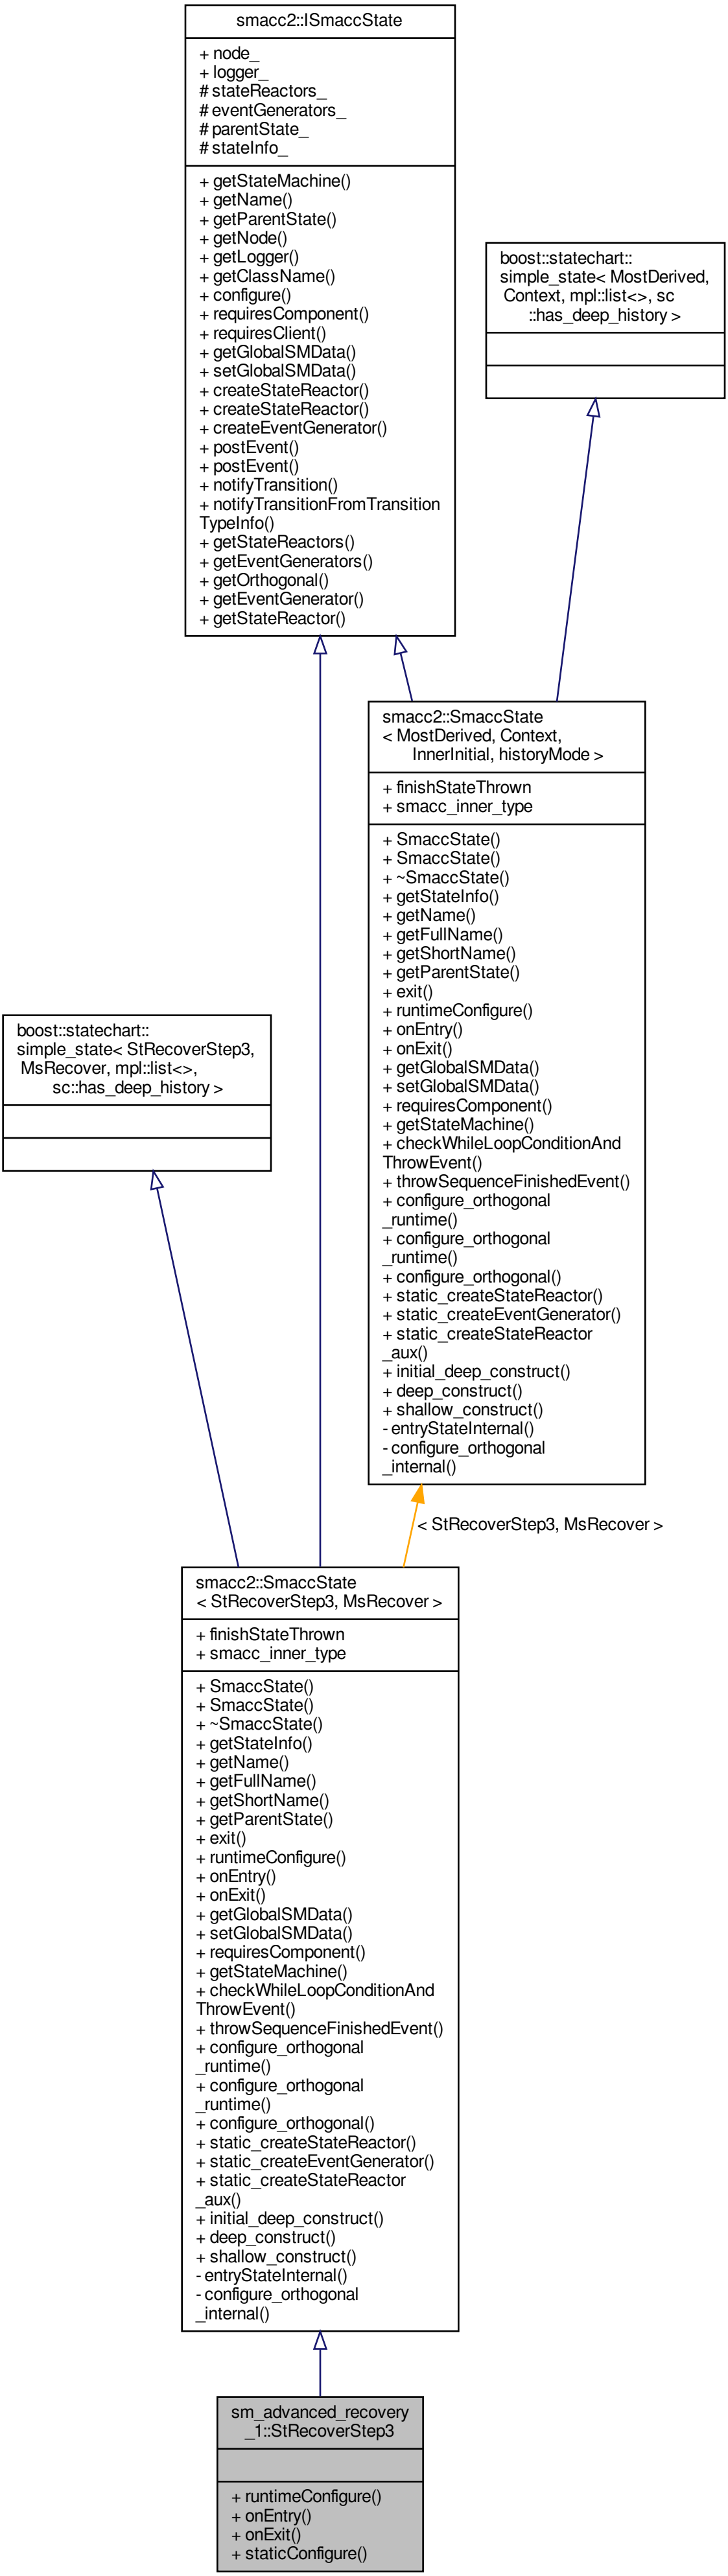 smacc2::ISmaccState
+ node_
+ logger_
# stateReactors_
# eventGenerators_
# parentState_
# stateInfo_
+ getStateMachine()
+ getName()
+ getParentState()
+ getNode()
+ getLogger()
+ getClassName()
+ configure()
+ requiresComponent()
+ requiresClient()
+ getGlobalSMData()
+ setGlobalSMData()
+ createStateReactor()
+ createStateReactor()
+ createEventGenerator()
+ postEvent()
+ postEvent()
+ notifyTransition()
+ notifyTransitionFromTransition
TypeInfo()
+ getStateReactors()
+ getEventGenerators()
+ getOrthogonal()
+ getEventGenerator()
+ getStateReactor()
boost::statechart::
simple_state< MostDerived,
Context, mpl::list<>, sc
::has_deep_history >
smacc2::SmaccState
< MostDerived, Context,
InnerInitial, historyMode >
+ finishStateThrown
+ smacc_inner_type
+ SmaccState()
+ SmaccState()
+ ~SmaccState()
+ getStateInfo()
+ getName()
+ getFullName()
+ getShortName()
+ getParentState()
+ exit()
+ runtimeConfigure()
+ onEntry()
+ onExit()
+ getGlobalSMData()
+ setGlobalSMData()
+ requiresComponent()
+ getStateMachine()
+ checkWhileLoopConditionAnd
ThrowEvent()
+ throwSequenceFinishedEvent()
+ configure_orthogonal
_runtime()
+ configure_orthogonal
_runtime()
+ configure_orthogonal()
+ static_createStateReactor()
+ static_createEventGenerator()
+ static_createStateReactor
_aux()
+ initial_deep_construct()
+ deep_construct()
+ shallow_construct()
- entryStateInternal()
- configure_orthogonal
_internal()
boost::statechart::
simple_state< StRecoverStep3,
MsRecover, mpl::list<>,
sc::has_deep_history >
< StRecoverStep3, MsRecover >
smacc2::SmaccState
< StRecoverStep3, MsRecover >
+ finishStateThrown
+ smacc_inner_type
+ SmaccState()
+ SmaccState()
+ ~SmaccState()
+ getStateInfo()
+ getName()
+ getFullName()
+ getShortName()
+ getParentState()
+ exit()
+ runtimeConfigure()
+ onEntry()
+ onExit()
+ getGlobalSMData()
+ setGlobalSMData()
+ requiresComponent()
+ getStateMachine()
+ checkWhileLoopConditionAnd
ThrowEvent()
+ throwSequenceFinishedEvent()
+ configure_orthogonal
_runtime()
+ configure_orthogonal
_runtime()
+ configure_orthogonal()
+ static_createStateReactor()
+ static_createEventGenerator()
+ static_createStateReactor
_aux()
+ initial_deep_construct()
+ deep_construct()
+ shallow_construct()
- entryStateInternal()
- configure_orthogonal
_internal()
sm_advanced_recovery
_1::StRecoverStep3
+ runtimeConfigure()
+ onEntry()
+ onExit()
+ staticConfigure()